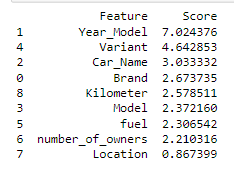 Feature Score
1 Year_Model 7.024376
4 Variant 4.642853
2 Car_Name 3.033332
0 Brand 2.673735
8 Kilometer 2.578511
3 Model 2.372160
5 fuel 2.306542
6 number_of_owners 2.210316
7 Location 0.867399